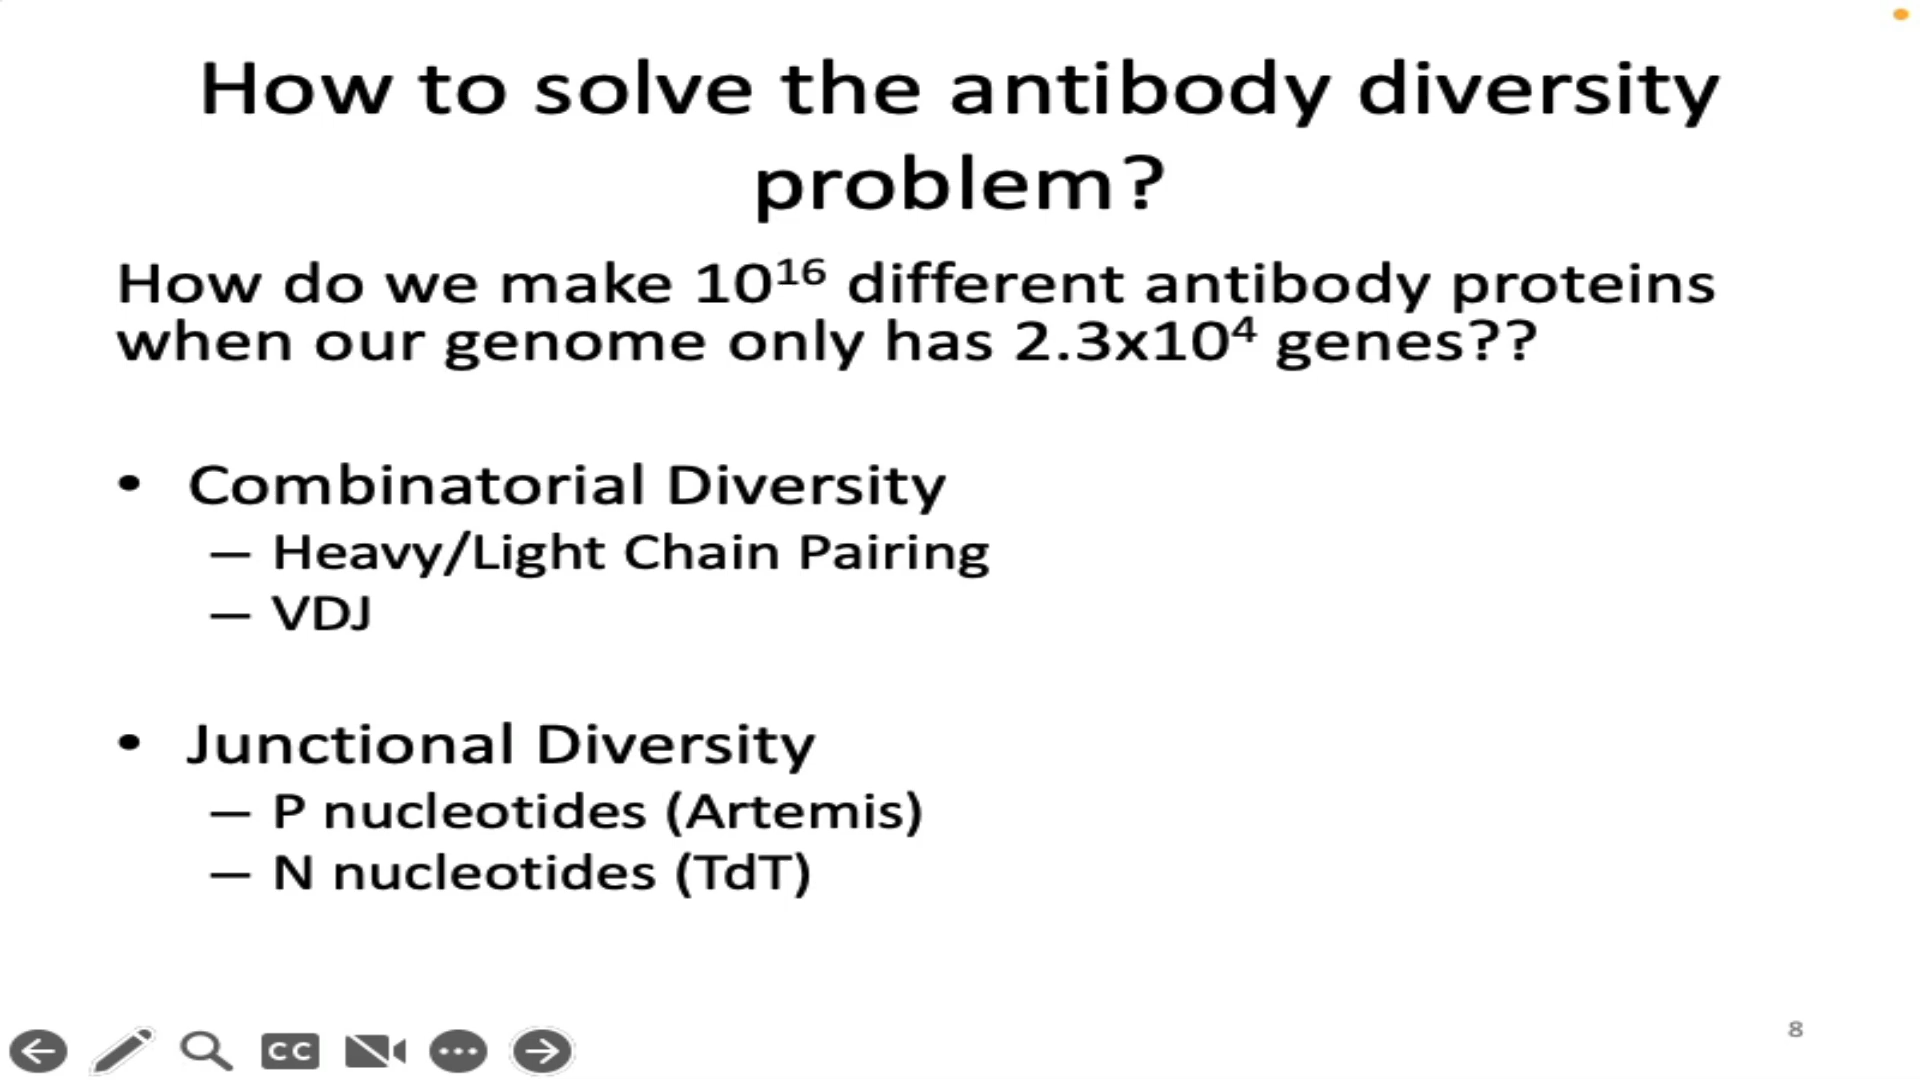 How to solve the antibody diversity
problem?
How do we make 10¹⁶ different antibody proteins
when our genome only has 2.3x10⁴ genes??
• Combinatorial Diversity
– Heavy/Light Chain Pairing
– VDJ
• Junctional Diversity
– P nucleotides (Artemis)
– N nucleotides (TdT)
CC
8